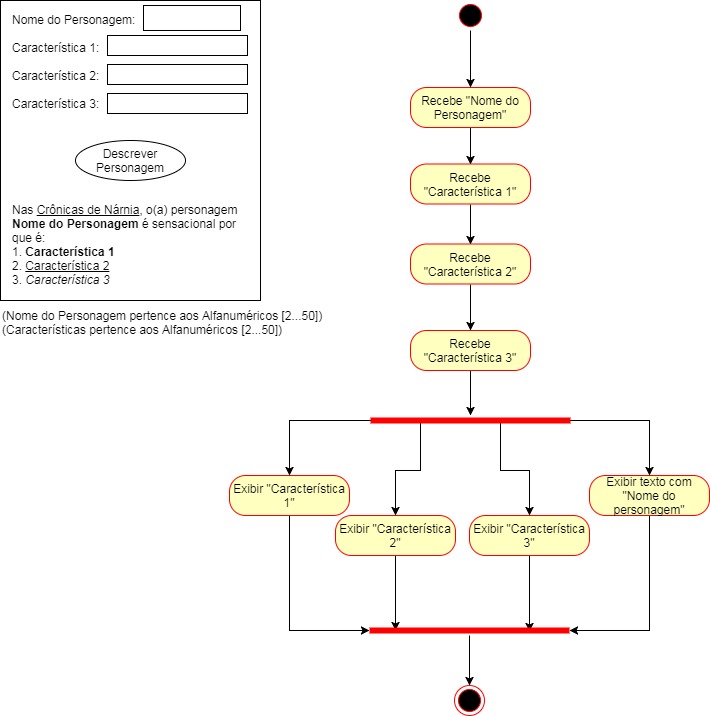 Nome do Personagem:
Característica 1:
Característica 2:
Característica 3:
Descrever
Personagem
Nas Crônicas de Nárnia, o(a) personagem
Nome do Personagem é sensacional por
que é:
1. Característica 1
2. Característica 2
3. Característica 3
(Nome do Personagem pertence aos Alfanuméricos [2...50])
(Características pertence aos Alfanuméricos [2...50])
Recebe "Nome do
Personagem"
Recebe
"Característica 1"
Recebe
"Característica 2"
Recebe
"Característica 3"
Exibir "Característica
1"
Exibir "Característica
2"
Exibir "Característica
3"
Exibir texto com
"Nome do
personagem"